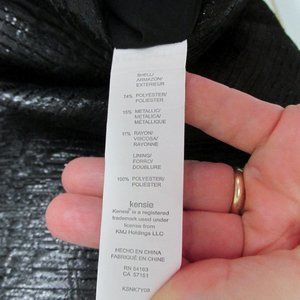 SHELL/
ARMAZON/
EXTERIEUR
74% POLYESTER/
POLIESTER
15% METALLIC/
METALICA/
METALLIQUE
11% RAYON/
VISCOSA/
RAYONNE
LINING/
FORRO/
DOUBLURE
100% POLYESTER/
POLIESTER
kensie
Kensie® is a registered
trademark used under
license from
KMJ Holdings LLC
HECHO EN CHINA
FABRIQUÉ EN CHINE
RN 54163
CA 57151
KSNK7Y08